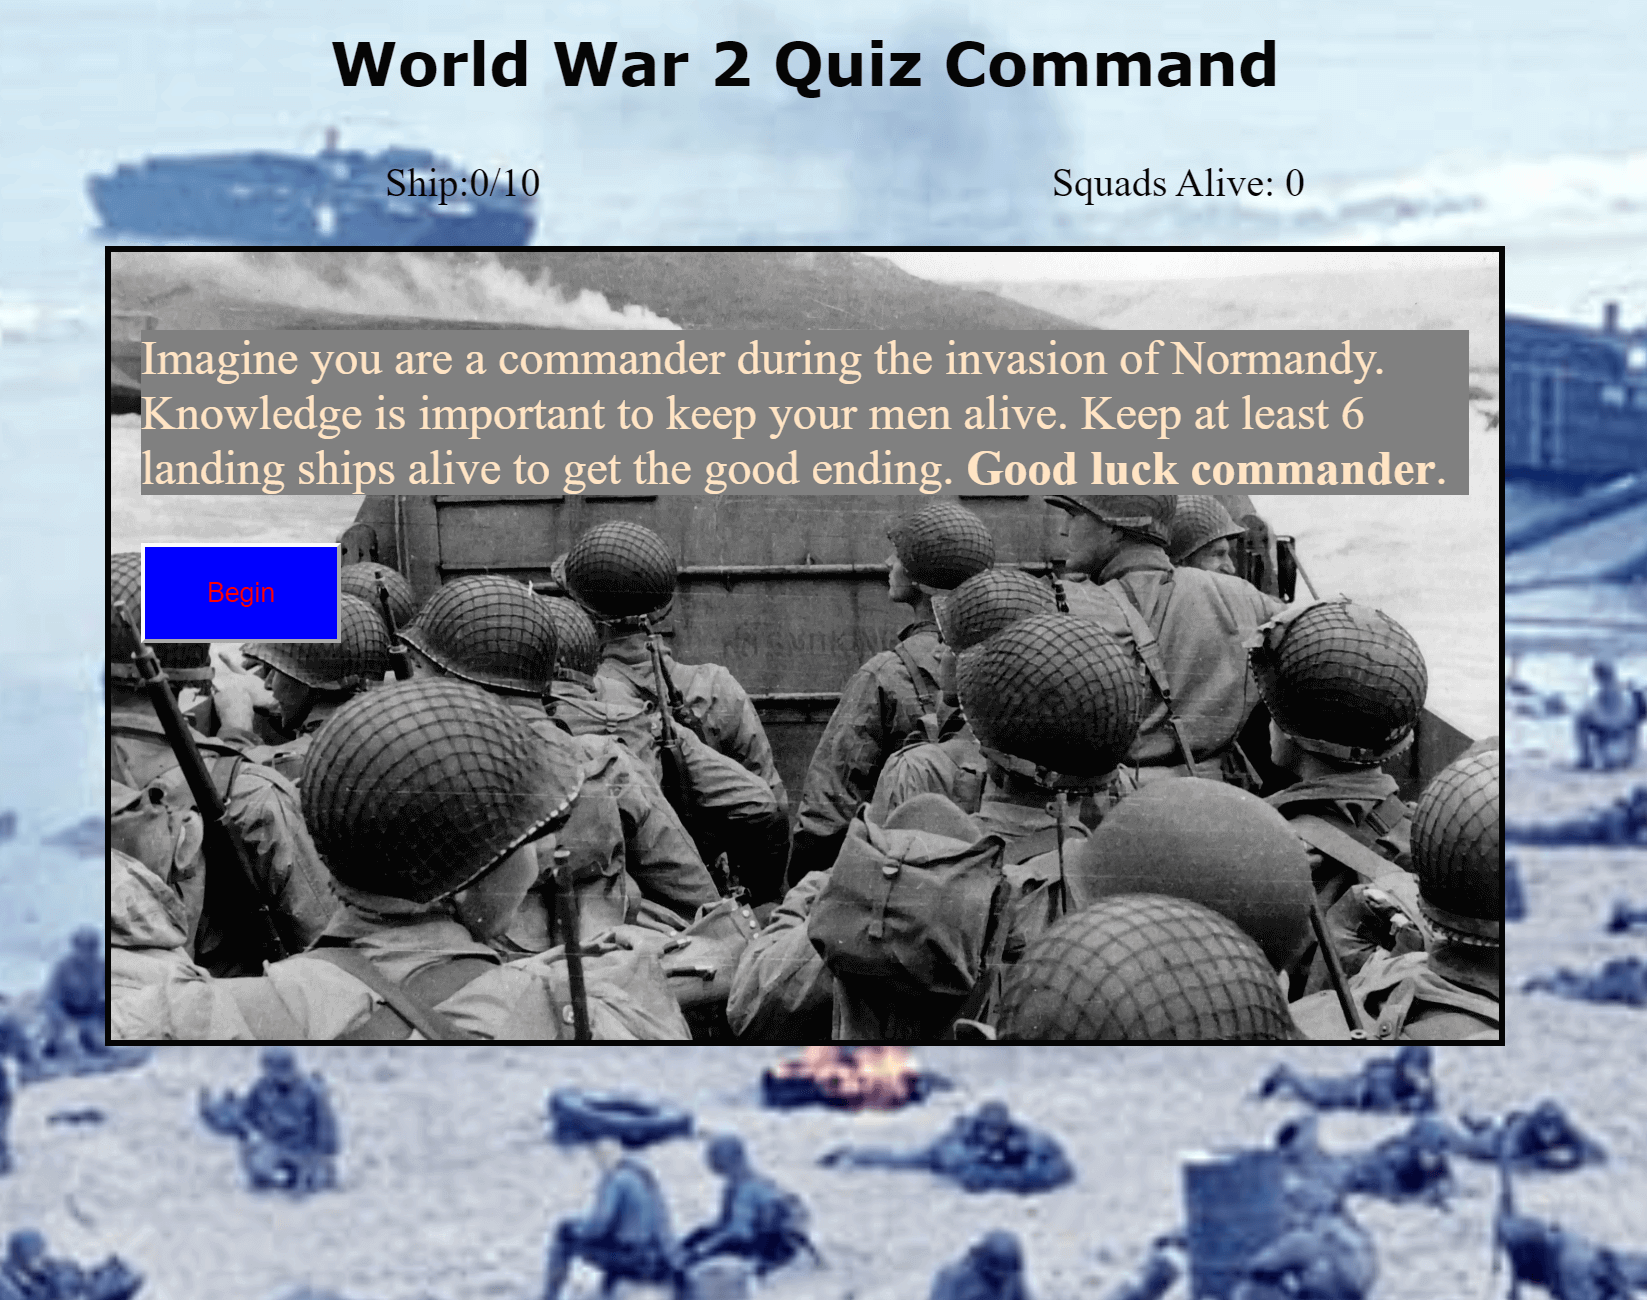 World War 2 Quiz Command
Ship:0/10
Squads Alive: 0
Imagine you are a commander during the invasion of Normandy.
Knowledge is important to keep your men alive. Keep at least 6
landing ships alive to get the good ending. Good luck commander.
Begin